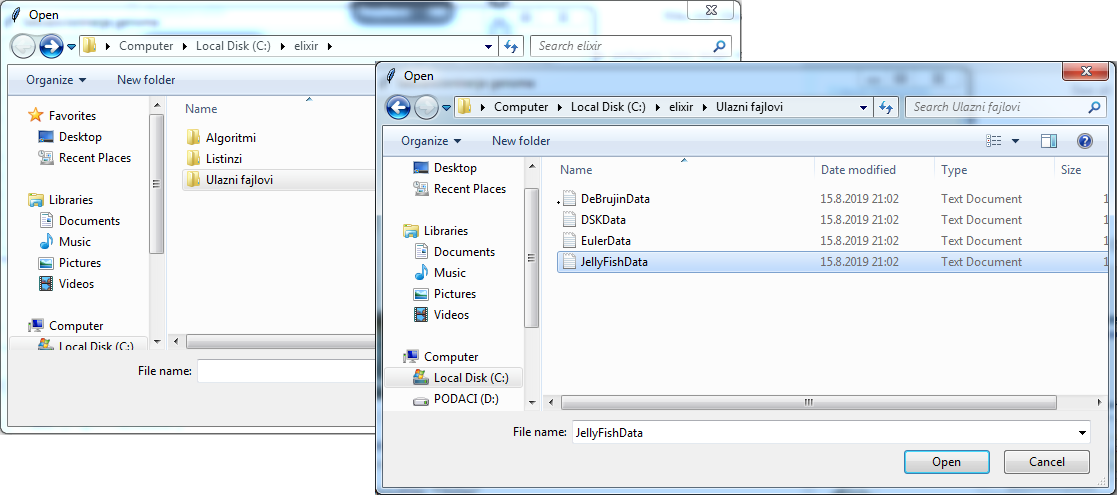 Open
Computer Local Disk (C:) elixir
Search elixir
Organize New folder
Favorites
Desktop
Recent Places
Libraries
Documents
Music
Pictures
Videos
Computer
Local Disk (C:)
Name
Algoritmi
Listinzi
Ulazni fajlovi
File name:
Open
Computer Local Disk (C:) elixir Ulazni fajlovi
Search Ulazni fajlovi
Organize New folder
Desktop
Recent Places
Libraries
Documents
Music
Pictures
Videos
Computer
Local Disk (C:)
PODACI (D:)
Name Date modified Type Size
DeBrujinData 15.8.2019 21:02 Text Document 1
DSKData 15.8.2019 21:02 Text Document 1
EulerData 15.8.2019 21:02 Text Document 1
JellyFishData 15.8.2019 21:02 Text Document 1
File name: JellyFishData
Open Cancel